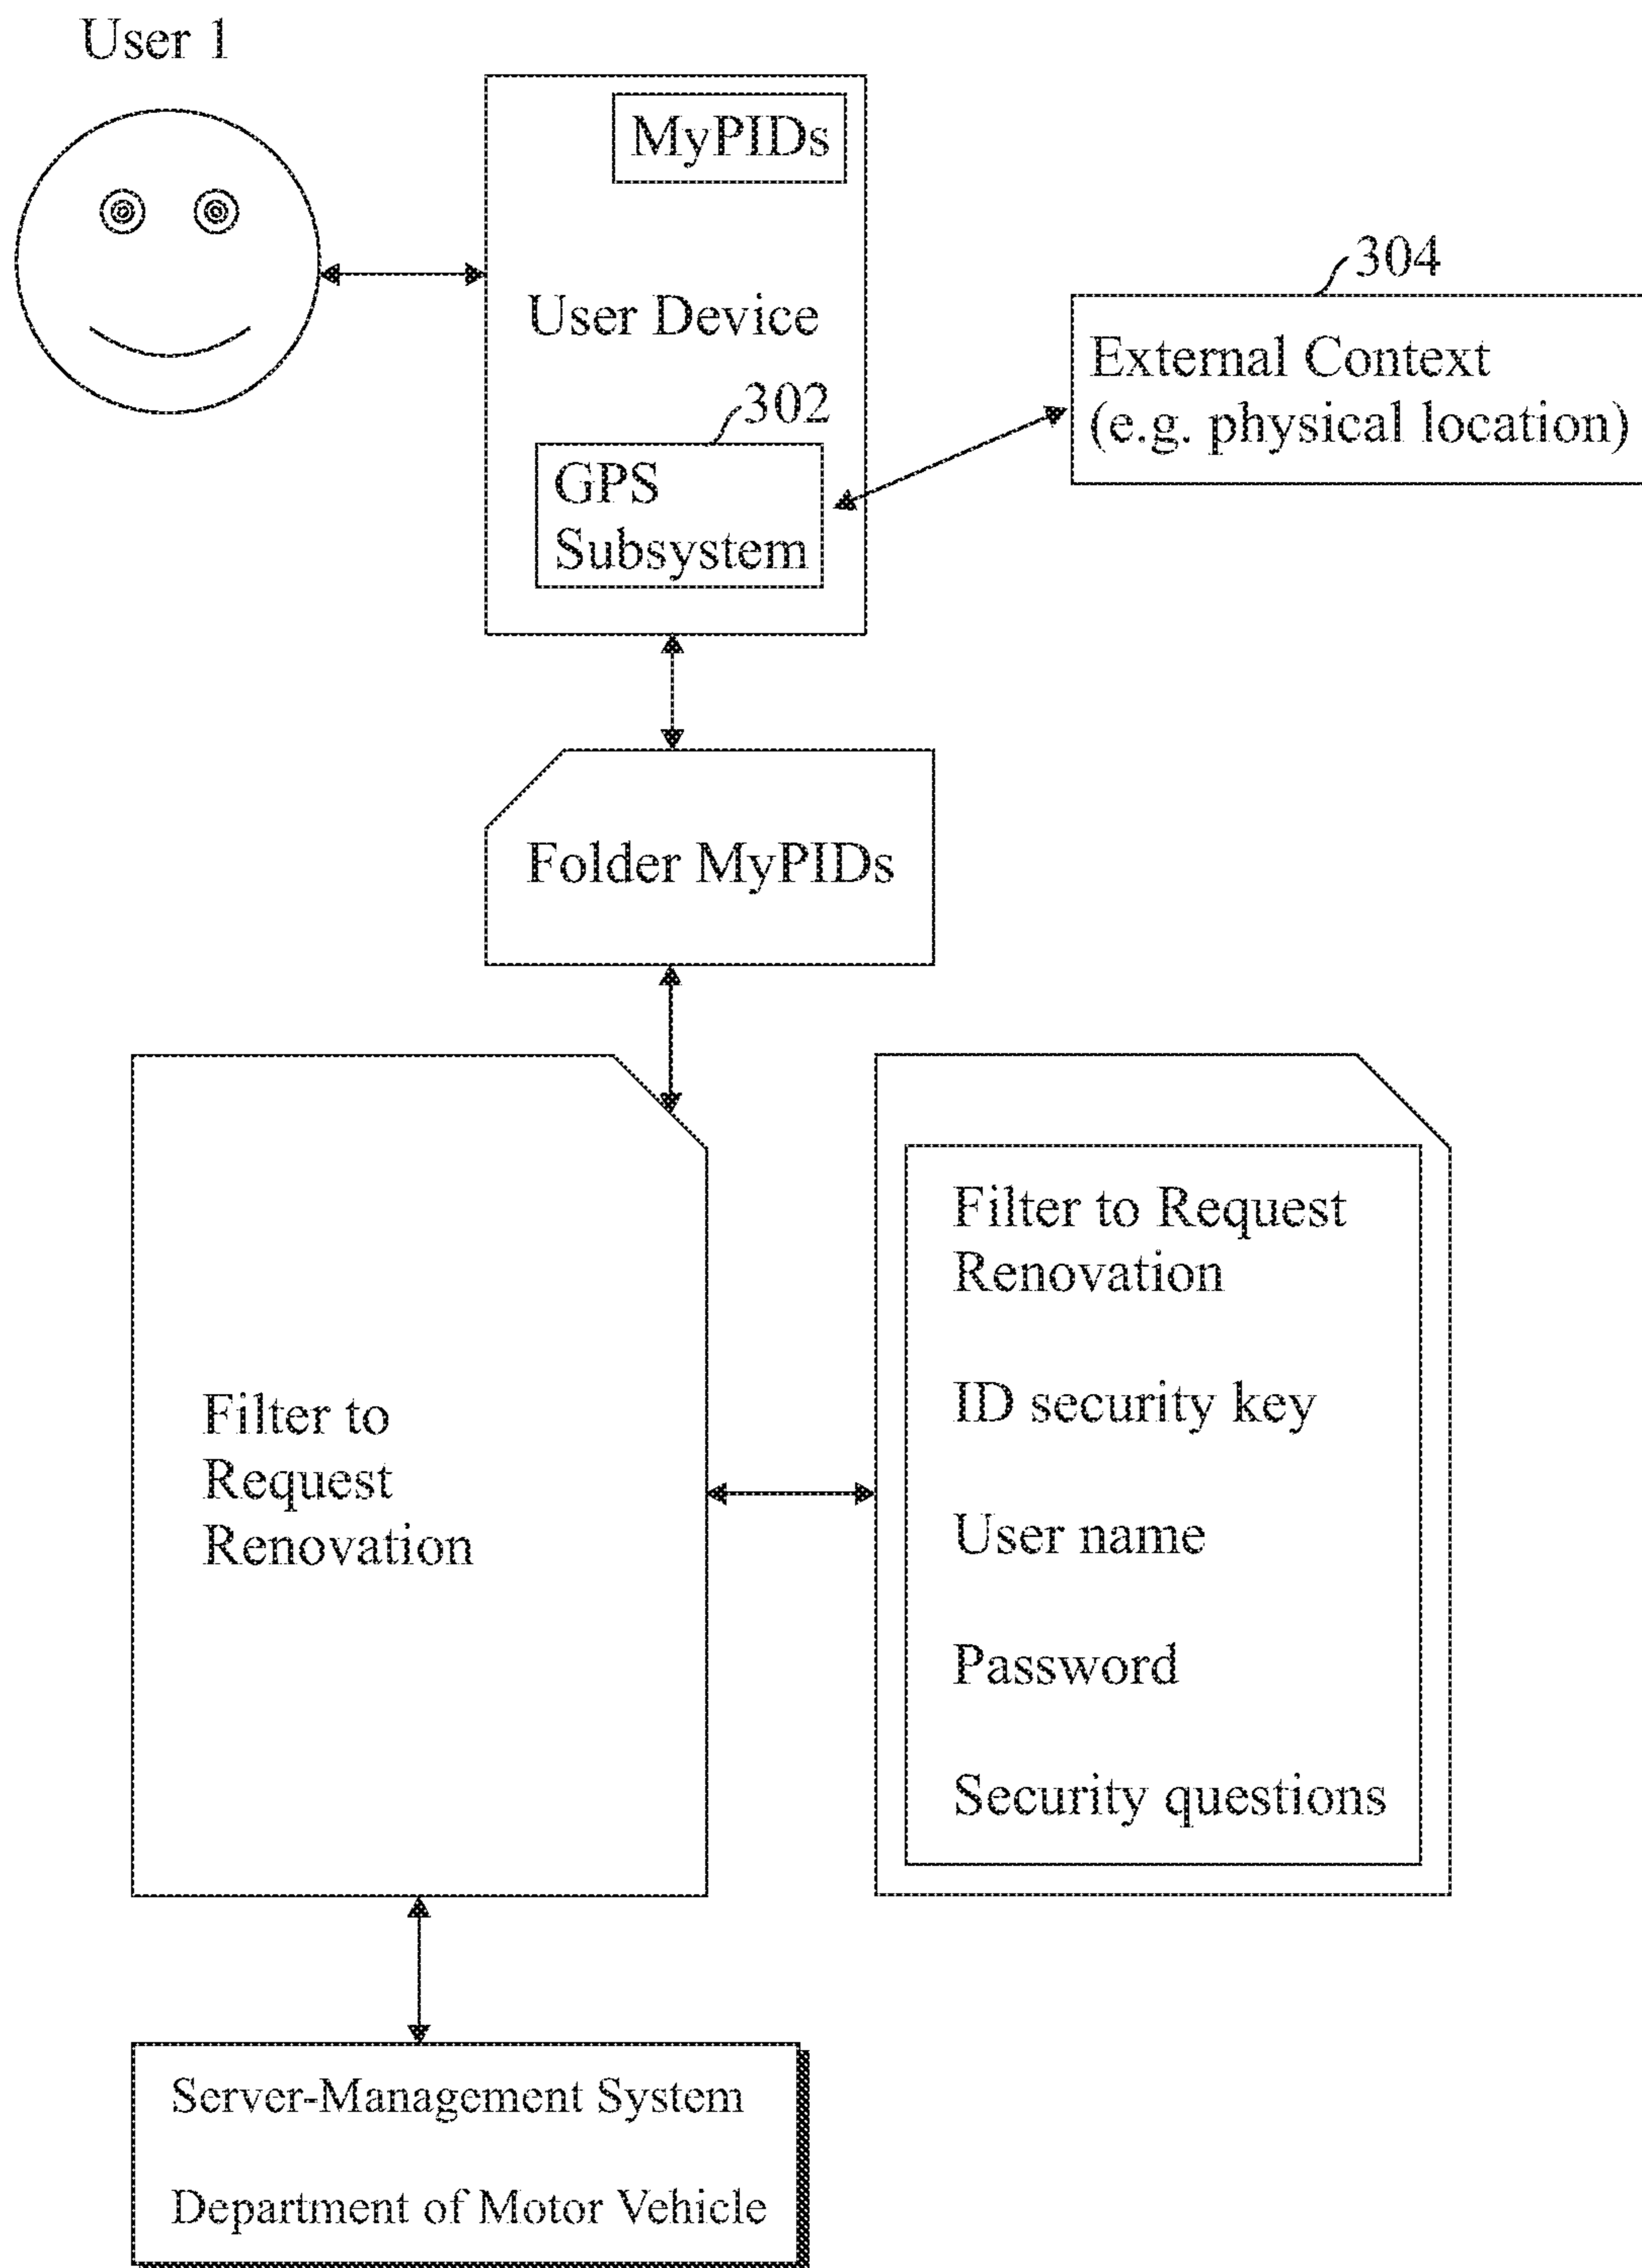 User 1
MyPIDs
User Device
304
External Context
(e.g. physical location)
302
GPS
Subsystem
Folder MyPIDs
Filter to
Request
Renovation
Filter to Request
Renovation
ID security key
User name
Password
Security questions
Server-Management System
Department of Motor Vehicle